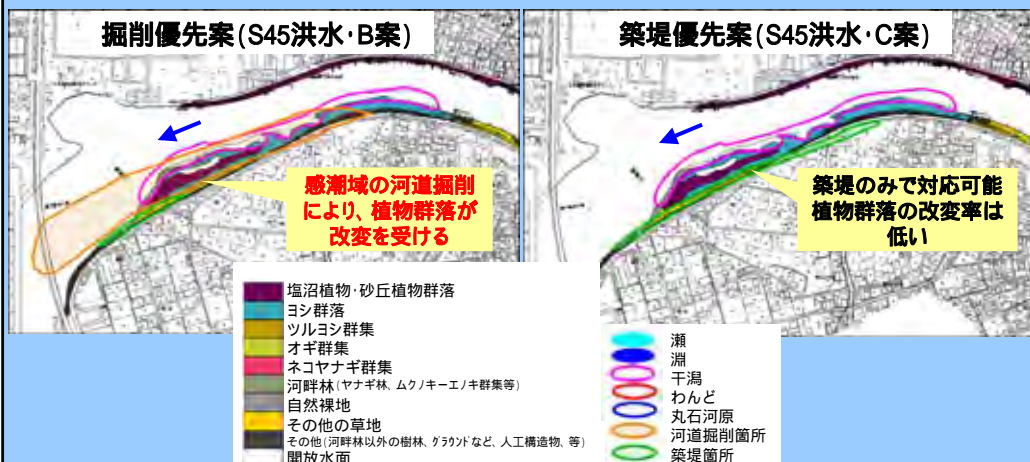 掘削優先案(S45洪水・B案)
築堤優先案(S45洪水・C案)
感潮域の河道掘削
により、植物群落が
改変を受ける
築堤のみで対応可能
植物群落の改変率は
低い
塩沼植物・砂丘植物群落
ヨシ群落
ツルヨシ群集
オギ群集
ネコヤナギ群集
河畔林(ヤナギ林、ムクノキーエノキ群集等)
自然裸地
その他の草地
その他(河畔林以外の樹林、グラウンドなど、人工構造物、等)
開放水面
瀬
淵
干潟
わんど
丸石河原
河道掘削箇所
築堤箇所